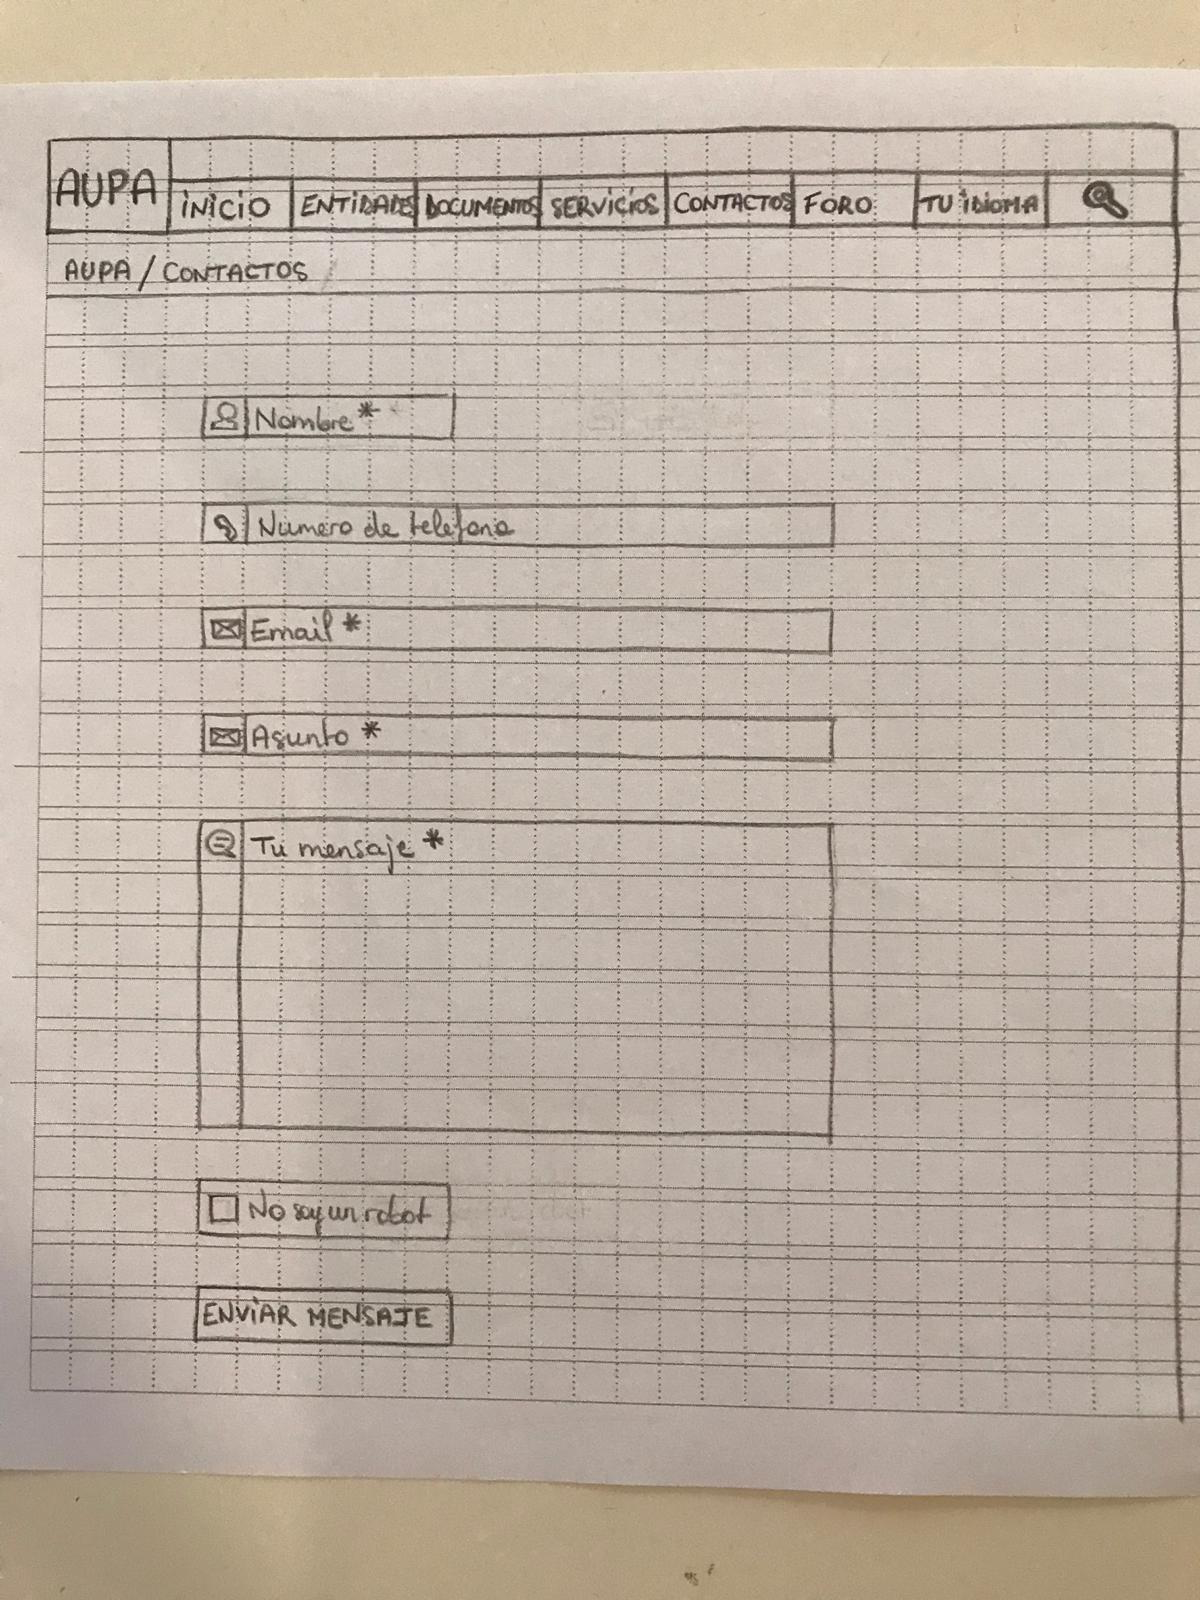 AUPA
INICIO ENTIDADES DOCUMENTOS SERVICIOS CONTACTOS FORO TU IDIOMA
AUPA / CONTACTOS
Nombre *
Número de telefono
Email *
Asunto *
Tu mensaje *
No soy un robot
ENVIAR MENSAJE